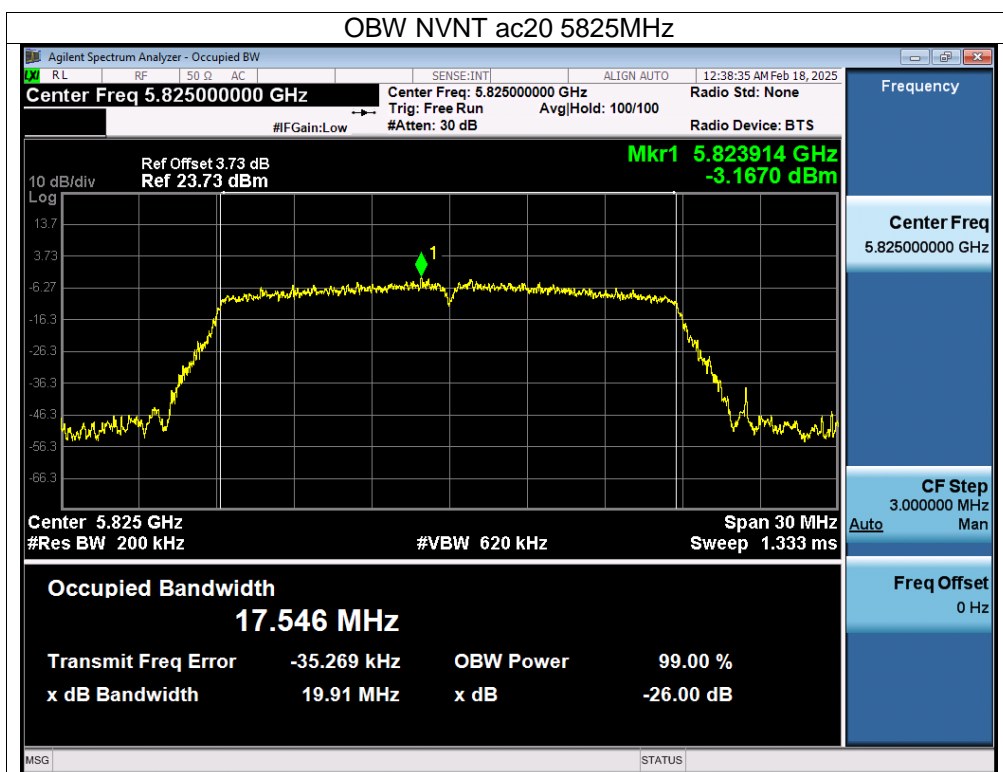 OBW NVNT ac20 5825MHz
Agilent Spectrum Analyzer - Occupied BW
LXI RL RF 50 Ω AC SENSE:INT ALIGN AUTO 12:38:35 AM Feb 18, 2025
Center Freq 5.825000000 GHz
Center Freq: 5.825000000 GHz
Radio Std: None
Trig: Free Run Avg|Hold: 100/100
#IFGain:Low #Atten: 30 dB
Radio Device: BTS
Ref Offset 3.73 dB
10 dB/div Ref 23.73 dBm
Mkr1 5.823914 GHz
-3.1670 dBm
Log
13.7
3.73
-6.27
-16.3
-26.3
-36.3
-46.3
-56.3
-66.3
1
Center 5.825 GHz Span 30 MHz
#Res BW 200 kHz #VBW 620 kHz Sweep 1.333 ms
Occupied Bandwidth
17.546 MHz
Transmit Freq Error -35.269 kHz OBW Power 99.00 %
x dB Bandwidth 19.91 MHz x dB -26.00 dB
MSG STATUS
Frequency
Center Freq
5.825000000 GHz
CF Step
3.000000 MHz
Auto Man
Freq Offset
0 Hz